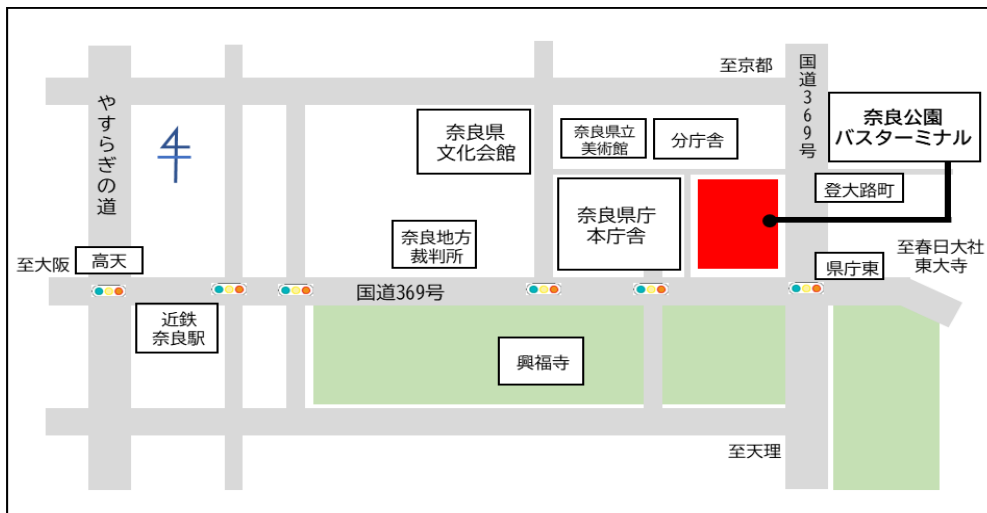 至京都
国道369号
奈良公園
バスターミナル
やすらぎの道
奈良県
文化会館
奈良県立
美術館
分庁舎
登大路町
奈良県庁
本庁舎
奈良地方
裁判所
至春日大社
東大寺
高天
至大阪
県庁東
国道369号
近鉄
奈良駅
興福寺
至天理